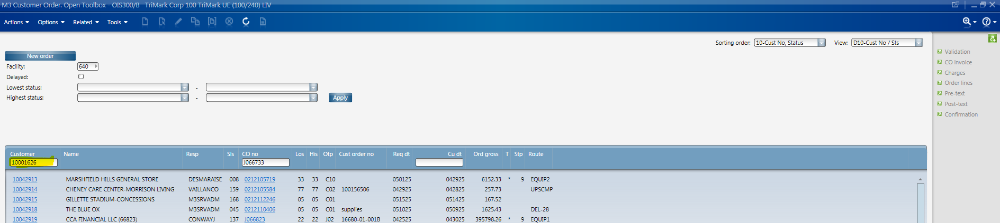 M3 Customer Order. Open Toolbox - OIS300/B TriMark Corp 100 TriMark UE (100/240) LIV
Actions Options Related Tools
Sorting order: 10-Cust No, Status View: D10-Cust No / Sts
New order
Facility: 640
Delayed:
Lowest status: -
Highest status: - Apply
Validation
CO invoice
Charges
Order lines
Pre-text
Post-text
Confirmation
Customer Name Resp Sls CO no Los His Otp Cust order no Req dt Cu dt Ord gross T Stp Route
10001626 J066733
10042913 MARSHFIELD HILLS GENERAL STORE DESMARAISE 008 0212105719 33 33 C10 050125 042925 6152.33 * 9 EQUIP2
10042914 CHENEY CARE CENTER-MORRISON LIVING VAILLANCO 159 0212105584 77 77 C02 100156506 042925 042825 257.73 UPSCMP
10042915 GILLETTE STADIUM-CONCESSIONS M3SRVADM 168 0212112246 05 05 C01 051525 051425 167.52
10042918 THE BLUE OX M3SRVADM 045 0212110406 05 05 C01 supplies 051025 050925 1625.43 DEL-28
10042919 CCA FINANCIAL LLC (66823) CONWAYJ 137 J066823 22 22 J02 16680-01-001B 042525 043025 395798.26 * 9 EQUIP1